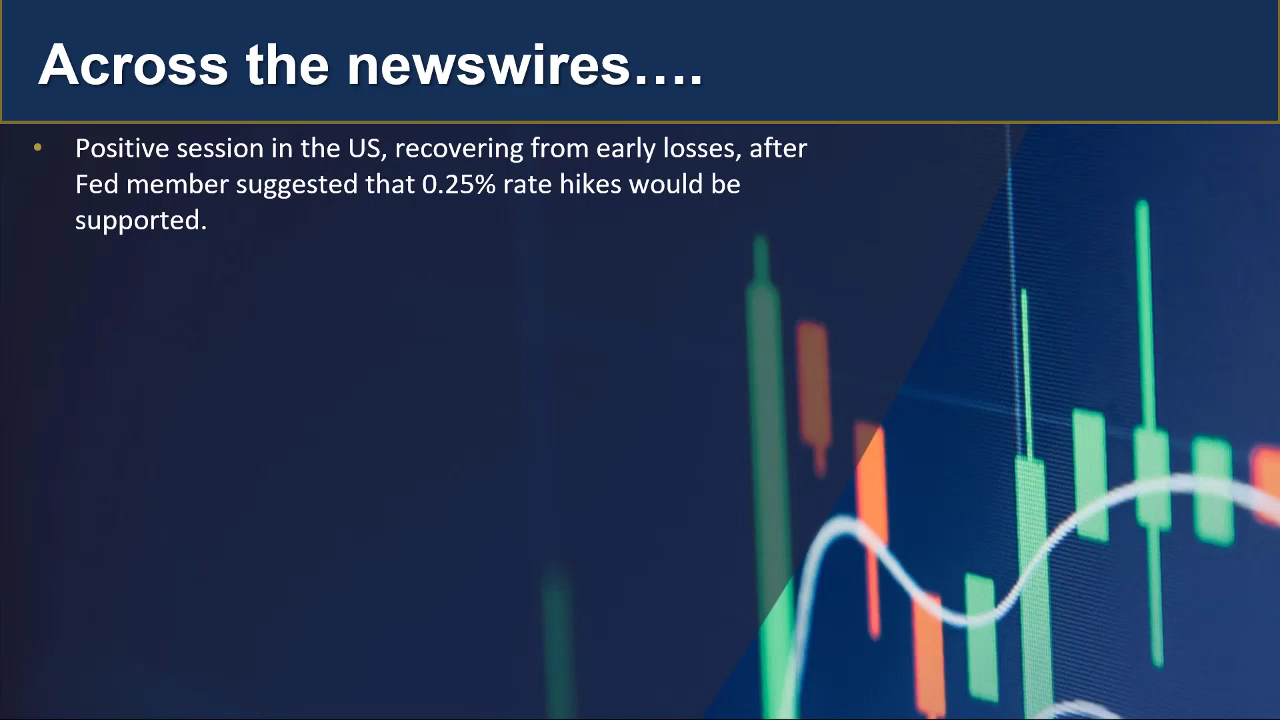 Across the newswires….
• Positive session in the US, recovering from early losses, after
Fed member suggested that 0.25% rate hikes would be
supported.